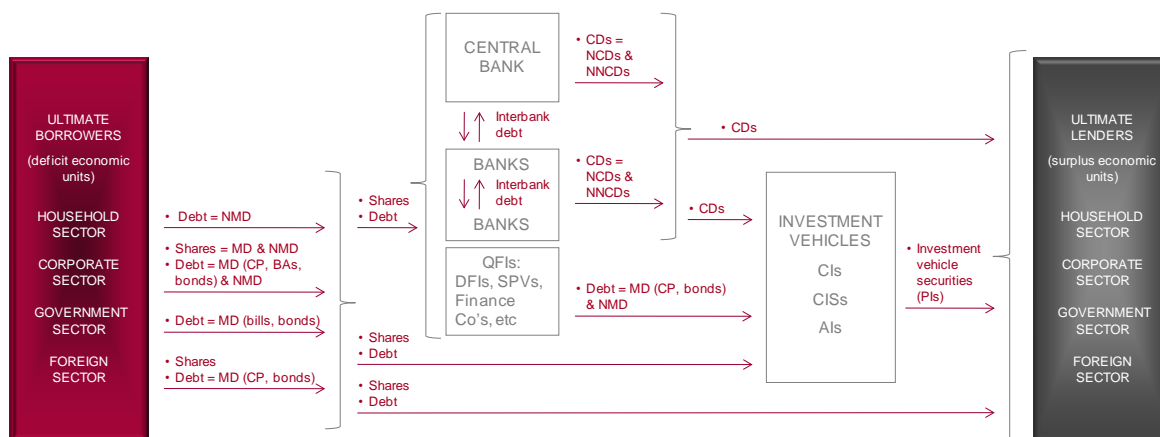 ULTIMATE
BORROWERS
(deficit economic
units)
HOUSEHOLD
SECTOR
CORPORATE
SECTOR
GOVERNMENT
SECTOR
FOREIGN
SECTOR
• Debt = NMD
• Shares = MD & NMD
• Debt = MD (CP, BAs,
bonds) & NMD
• Debt = MD (bills, bonds)
• Shares
• Debt = MD (CP, bonds)
• Shares
• Debt
CENTRAL
BANK
Interbank
debt
BANKS
Interbank
debt
BANKS
QFIs:
DFIs, SPVs,
Finance
Co's, etc
• CDs =
NCDs &
NNCDs
• CDs =
NCDs &
NNCDs
• Debt = MD (CP, bonds)
& NMD
• Shares
• Debt
• Shares
• Debt
• CDs
• CDs
INVESTMENT
VEHICLES
CIs
CISs
AIs
• Investment
vehicle
securities
(PIs)
ULTIMATE
LENDERS
(surplus economic
units)
HOUSEHOLD
SECTOR
CORPORATE
SECTOR
GOVERNMENT
SECTOR
FOREIGN
SECTOR